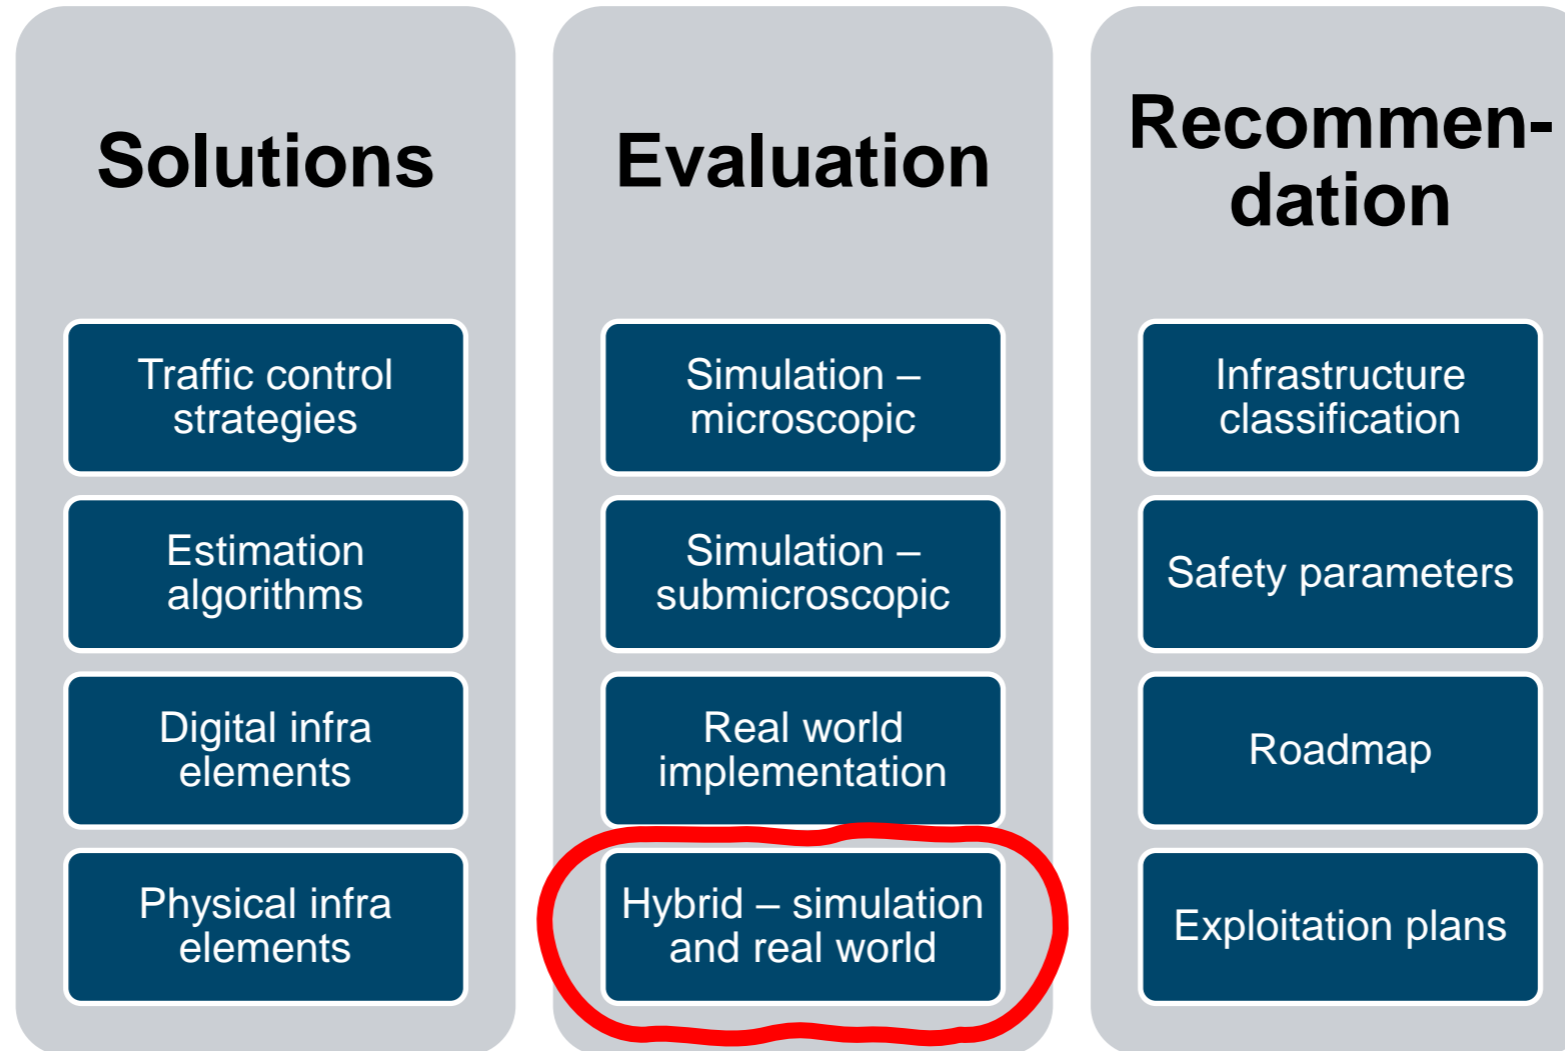 Solutions
Traffic control
strategies
Estimation
algorithms
Digital infra
elements
Physical infra
elements
Evaluation
Simulation –
microscopic
Simulation –
submicroscopic
Real world
implementation
Hybrid – simulation
and real world
Recommen-
dation
Infrastructure
classification
Safety parameters
Roadmap
Exploitation plans